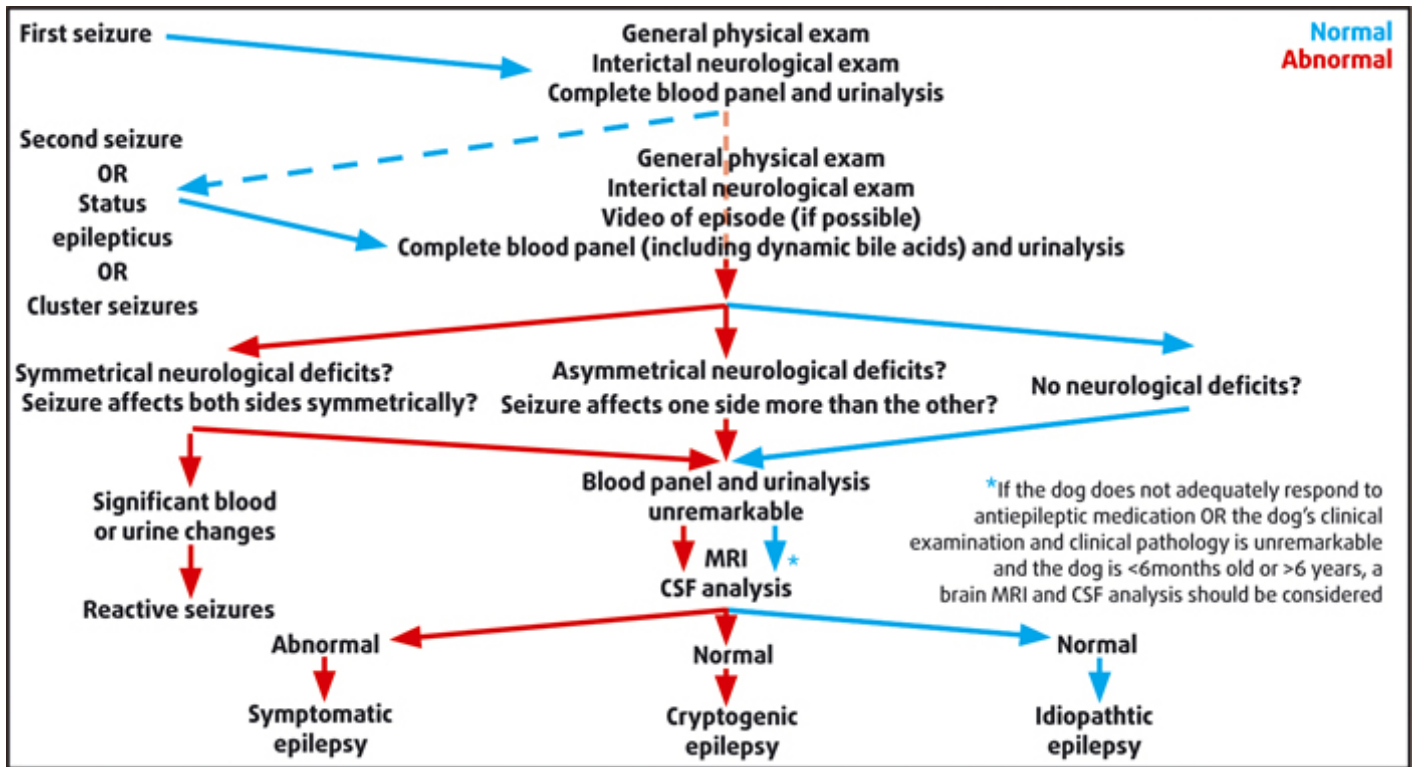 First seizure
General physical exam
Interictal neurological exam
Complete blood panel and urinalysis
Normal
Abnormal
Second seizure
OR
Status
epilepticus
OR
Cluster seizures
General physical exam
Interictal neurological exam
Video of episode (if possible)
Complete blood panel (including dynamic bile acids) and urinalysis
Symmetrical neurological deficits?
Seizure affects both sides symmetrically?
Asymmetrical neurological deficits?
Seizure affects one side more than the other?
No neurological deficits?
Significant blood
or urine changes
Reactive seizures
Blood panel and urinalysis
unremarkable
*
MRI
CSF analysis
*If the dog does not adequately respond to
antiepileptic medication OR the dog's clinical
examination and clinical pathology is unremarkable
and the dog is <6months old or >6 years, a
brain MRI and CSF analysis should be considered
Abnormal
Normal
Normal
Symptomatic
epilepsy
Cryptogenic
epilepsy
Idiopathtic
epilepsy